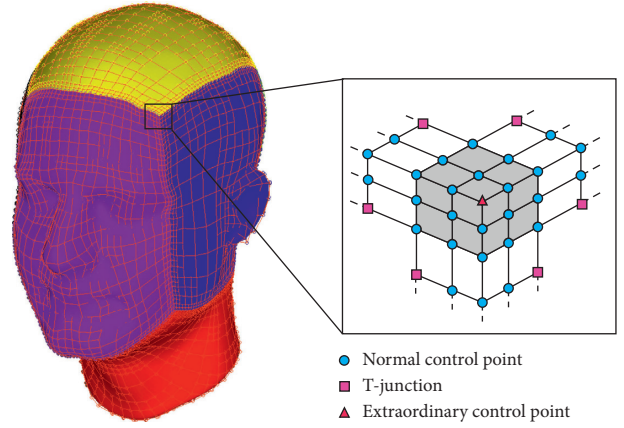 Normal control point
T-junction
Extraordinary control point